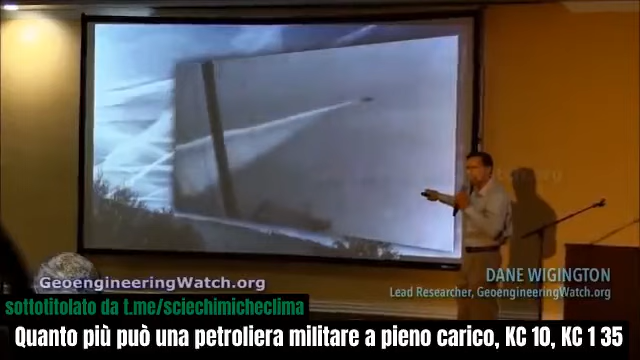 DANE WIGINGTON
Lead Researcher, GeoengineeringWatch.org
GeoengineeringWatch.org
sottotitolato da t.me/sciechimicheclima
Quanto più può una petroliera militare a pieno carico, KC 10, KC 1 35